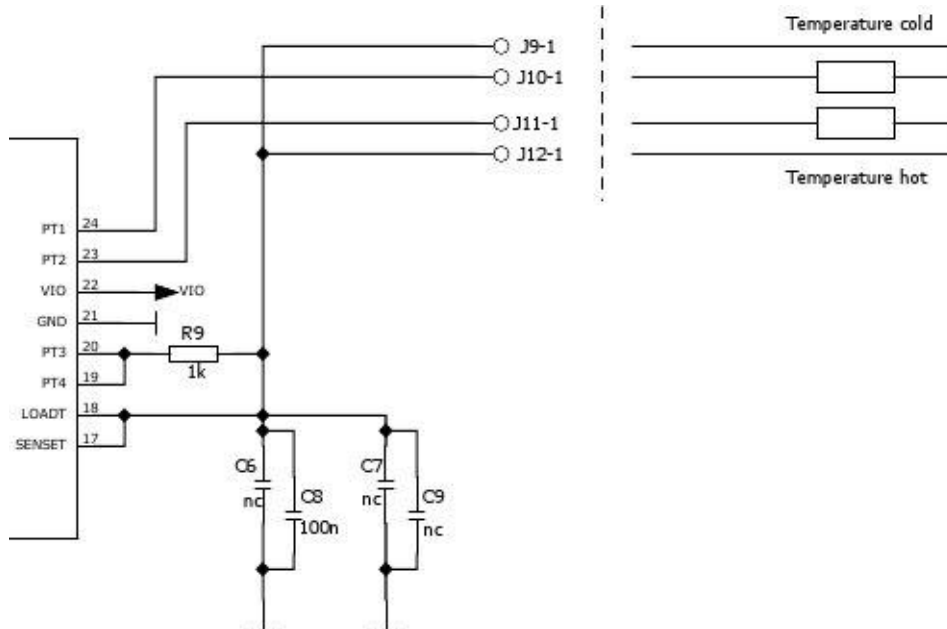 Temperature cold
J9-1
J10-1
J11-1
J12-1
Temperature hot
PT1 24
PT2 23
VIO 22 VIO
GND 21
R9
PT3 20
1k
PT4 19
LOADT 18
SENSET 17
C6 C7
nc C8 nc C9
100n nc